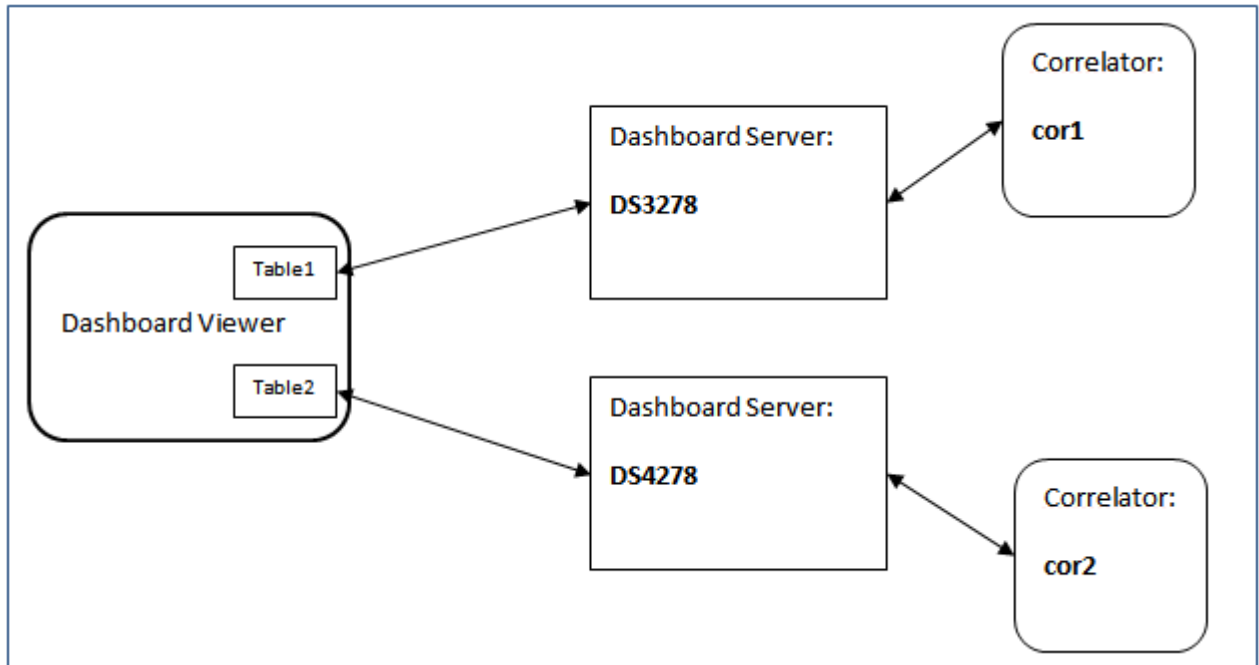 Correlator:
cor1
Dashboard Server:
DS3278
Table1
Dashboard Viewer
Table2
Dashboard Server:
DS4278
Correlator:
cor2